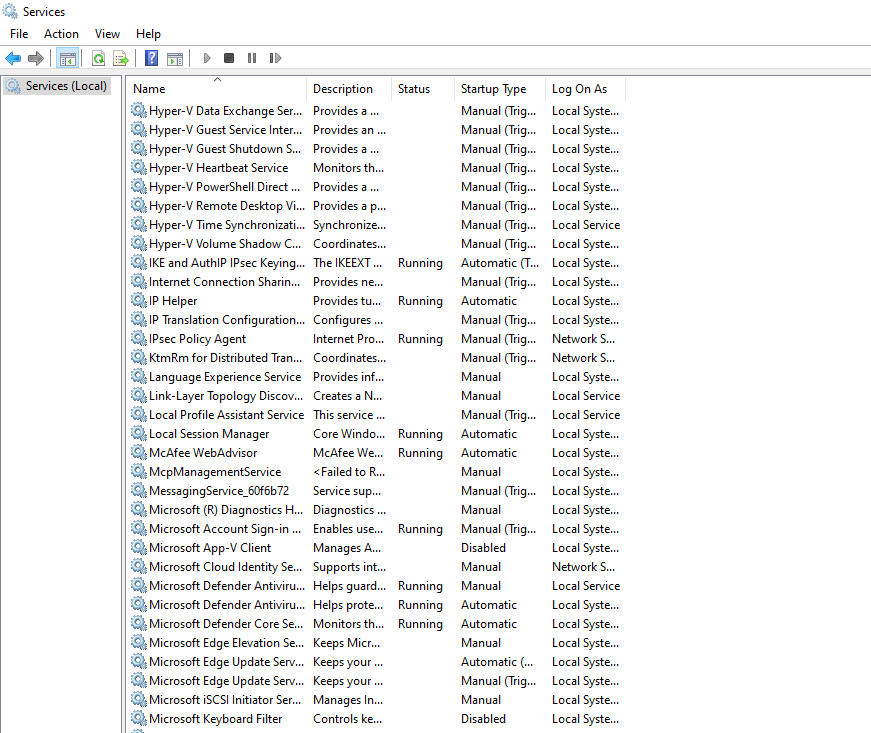 Services
File Action View Help
Services (Local)
Name Description Status Startup Type Log On As
Hyper-V Data Exchange Ser... Provides a ... Manual (Trig... Local Syste...
Hyper-V Guest Service Inter... Provides an ... Manual (Trig... Local Syste...
Hyper-V Guest Shutdown S... Provides a ... Manual (Trig... Local Syste...
Hyper-V Heartbeat Service Monitors th... Manual (Trig... Local Syste...
Hyper-V PowerShell Direct ... Provides a ... Manual (Trig... Local Syste...
Hyper-V Remote Desktop Vi... Provides a p... Manual (Trig... Local Syste...
Hyper-V Time Synchronizati... Synchronize... Manual (Trig... Local Service
Hyper-V Volume Shadow C... Coordinates... Manual (Trig... Local Syste...
IKE and AuthIP IPsec Keying... The IKEEXT ... Running Automatic (T... Local Syste...
Internet Connection Sharin... Provides ne... Manual (Trig... Local Syste...
IP Helper Provides tu... Running Automatic Local Syste...
IP Translation Configuration... Configures ... Manual (Trig... Local Syste...
IPsec Policy Agent Internet Pro... Running Manual (Trig... Network S...
KtmRm for Distributed Tran... Coordinates... Manual (Trig... Network S...
Language Experience Service Provides inf... Manual Local Syste...
Link-Layer Topology Discov... Creates a N... Manual Local Service
Local Profile Assistant Service This service ... Manual (Trig... Local Service
Local Session Manager Core Windo... Running Automatic Local Syste...
McAfee WebAdvisor McAfee We... Running Automatic Local Syste...
McpManagementService <Failed to R... Manual Local Syste...
MessagingService_60f6b72 Service sup... Manual (Trig... Local Syste...
Microsoft (R) Diagnostics H... Diagnostics ... Manual Local Syste...
Microsoft Account Sign-in ... Enables use... Running Manual (Trig... Local Syste...
Microsoft App-V Client Manages A... Disabled Local Syste...
Microsoft Cloud Identity Se... Supports int... Manual Network S...
Microsoft Defender Antiviru... Helps guard... Running Manual Local Service
Microsoft Defender Antiviru... Helps prote... Running Automatic Local Syste...
Microsoft Defender Core Se... Monitors th... Running Automatic Local Syste...
Microsoft Edge Elevation Se... Keeps Micr... Manual Local Syste...
Microsoft Edge Update Serv... Keeps your ... Automatic (... Local Syste...
Microsoft Edge Update Serv... Keeps your ... Manual (Trig... Local Syste...
Microsoft iSCSI Initiator Ser... Manages In... Manual Local Syste...
Microsoft Keyboard Filter Controls ke... Disabled Local Syste...